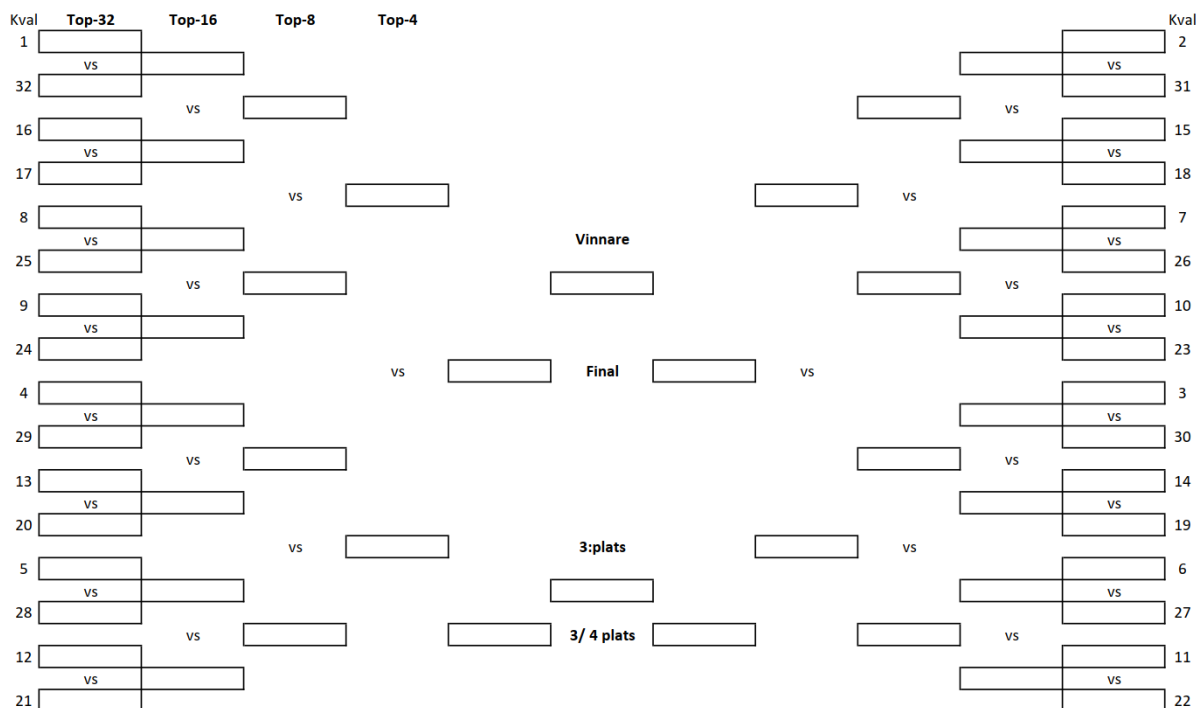 Kval Top-32 Top-16 Top-8 Top-4 Kval
1 2
vs vs
32 31
vs vs
16 15
vs vs
17 18
vs vs
8 7
vs Vinnare vs
25 26
vs vs
9 10
vs vs
24 23
vs Final vs
4 3
vs vs
29 30
vs vs
13 14
vs vs
20 19
vs 3:plats vs
5 6
vs vs
28 27
vs 3/ 4 plats vs
12 11
vs vs
21 22